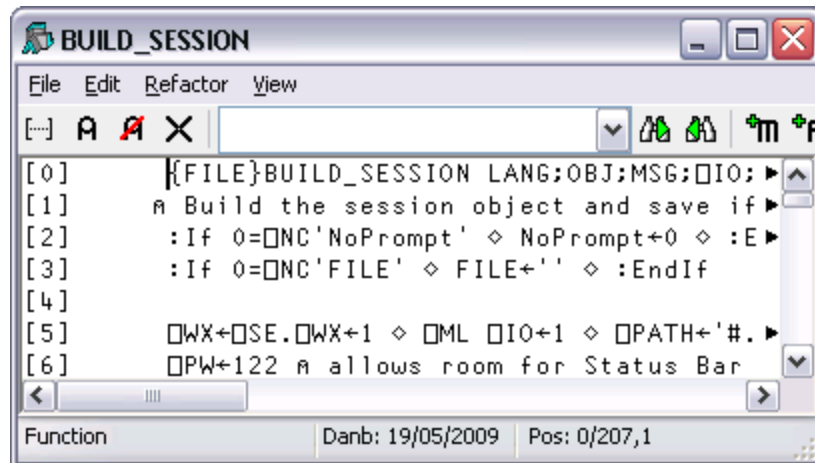 BUILD_SESSION
File Edit Refactor View
[0] {FILE}BUILD_SESSION LANG;OBJ;MSG;⎕IO;
[1] ⍝ Build the session object and save if
[2] :If 0=⎕NC'NoPrompt' ⋄ NoPrompt←0 ⋄ :E
[3] :If 0=⎕NC'FILE' ⋄ FILE←'' ⋄ :EndIf
[4]
[5] ⎕WX←⎕SE.⎕WX←1 ⋄ ⎕ML ⎕IO←1 ⋄ ⎕PATH←'#.
[6] ⎕PW←122 ⍝ allows room for Status Bar
Function Danb: 19/05/2009 Pos: 0/207,1